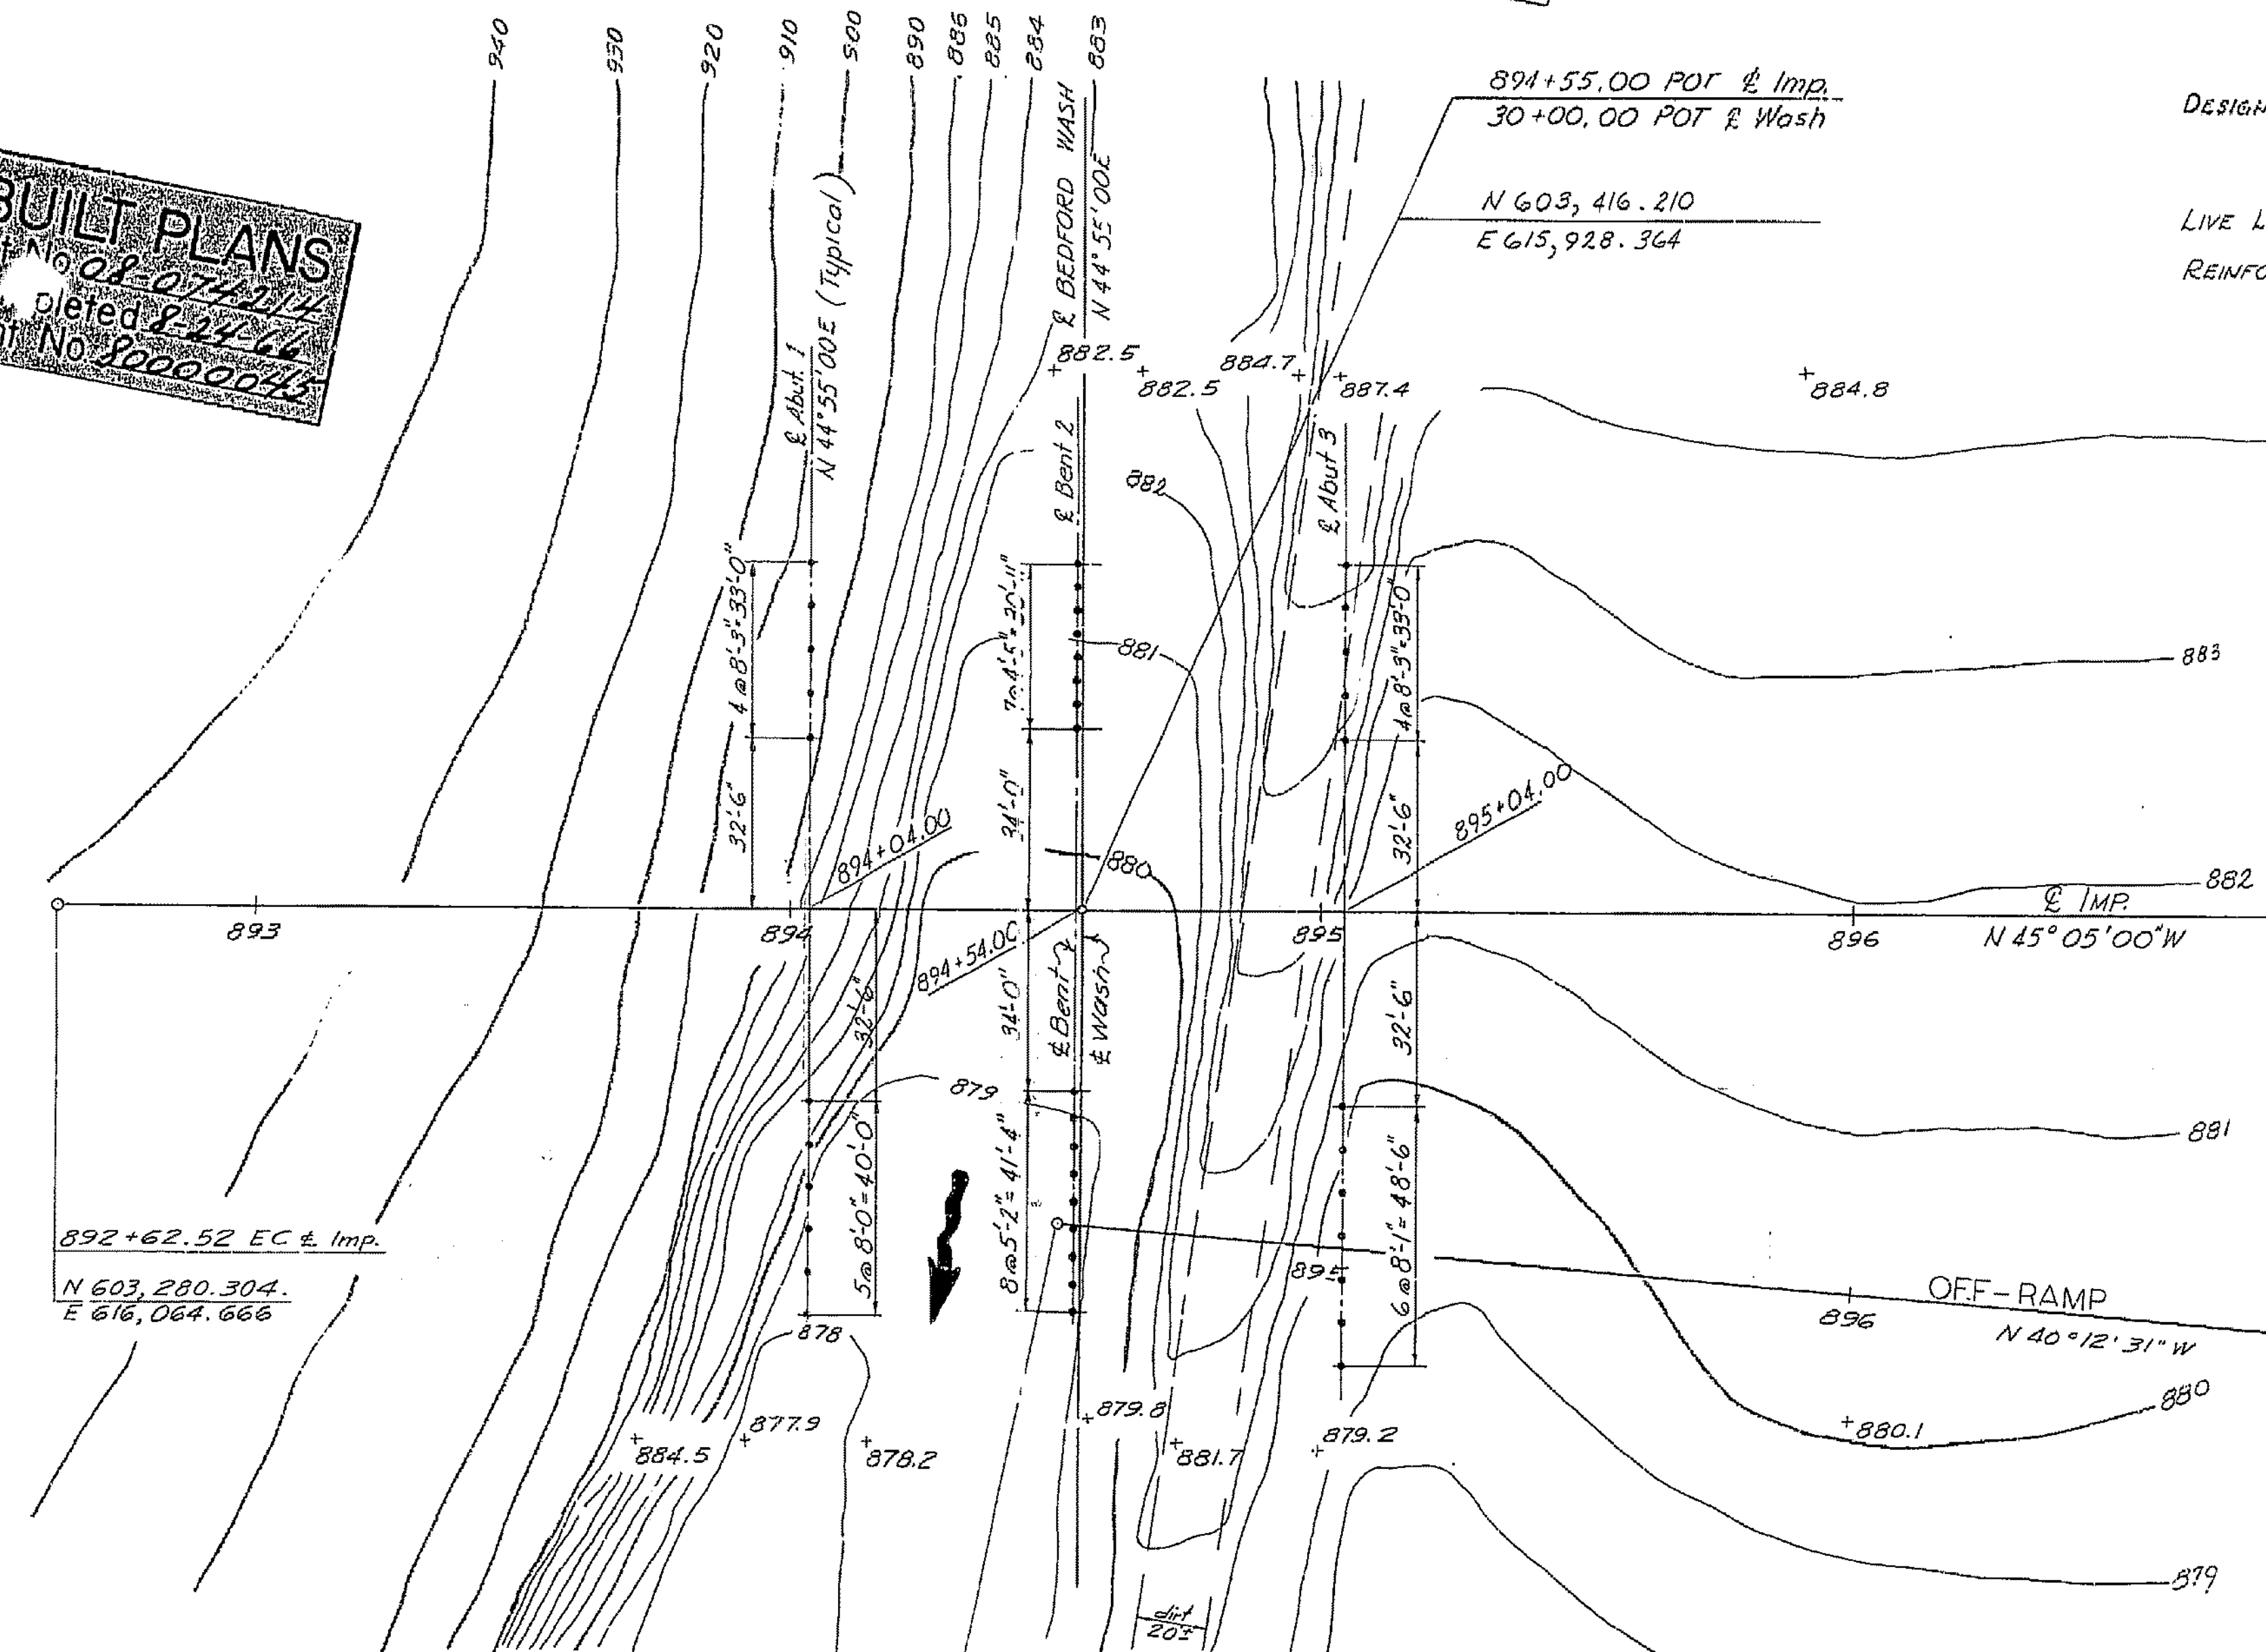 940
930
920
910
900
890
886
885
884
883
BUILT PLANS
t No 08-074214
pleted 8-24-66
nt No 80000045
℄ BEDFORD WASH
N 44° 55' 00E
894+55.00 POT ℄ Imp.
30+00.00 POT ℄ Wash
N 603, 416.210
E 615, 928.364
DESIGN
LIVE L
REINFO
℄ Abut. 1
N 44° 55' 00E (Typical)
℄ Bent 2
℄ Abut 3
882.5
882.5
884.7
887.4
884.8
882
881
880
4@8'-3"=33'-0"
32'-6"
34'-0"
4@8'-3"=33'-0"
32'-6"
883
882
894+04.00
894+54.00
895+04.00
893
894
895
896
℄ IMP.
N 45° 05' 00" W
32'-6"
34'-0"
℄ Bent
℄ Wash
32'-6"
879
881
5@8'-0"=40'-0"
8@5'-2"=41'-4"
6@8'-1"=48'-6"
892+62.52 EC ℄ Imp.
N 603, 280.304.
E 616, 064.666
895
896
OFF-RAMP
N 40° 12' 31" W
878
880
877.9
884.5
878.2
879.8
881.7
879.2
880.1
879
dirt
20±